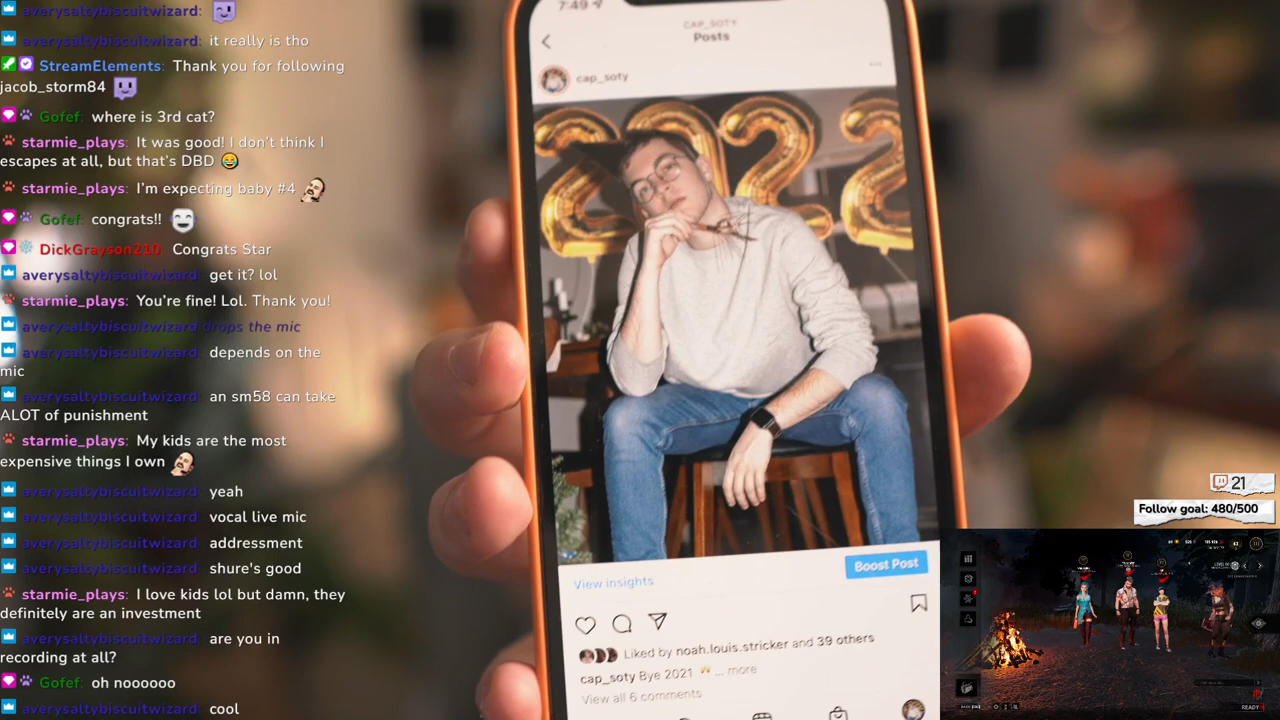 averysaltybiscuitwizard:
averysaltybiscuitwizard: it really is tho
StreamElements: Thank you for following
jacob_storm84
Gofef: where is 3rd cat?
starmie_plays: It was good! I don't think I
escapes at all, but that's DBD
starmie_plays: I'm expecting baby #4
Gofef: congrats!!
DickGrayson210: Congrats Star
averysaltybiscuitwizard: get it? lol
starmie_plays: You're fine! Lol. Thank you!
averysaltybiscuitwizard drops the mic
averysaltybiscuitwizard: depends on the
mic
averysaltybiscuitwizard: an sm58 can take
ALOT of punishment
starmie_plays: My kids are the most
expensive things I own
averysaltybiscuitwizard: yeah
averysaltybiscuitwizard: vocal live mic
averysaltybiscuitwizard: addressment
averysaltybiscuitwizard: shure's good
starmie_plays: I love kids lol but damn, they
definitely are an investment
averysaltybiscuitwizard: are you in
recording at all?
Gofef: oh noooooo
averysaltybiscuitwizard: cool
7:49
CAP_SOTY
Posts
cap_soty
2022
View insights
Boost Post
Liked by noah.louis.stricker and 39 others
cap_soty Bye 2021 ... more
View all 6 comments
21
Follow goal: 480/500
READY